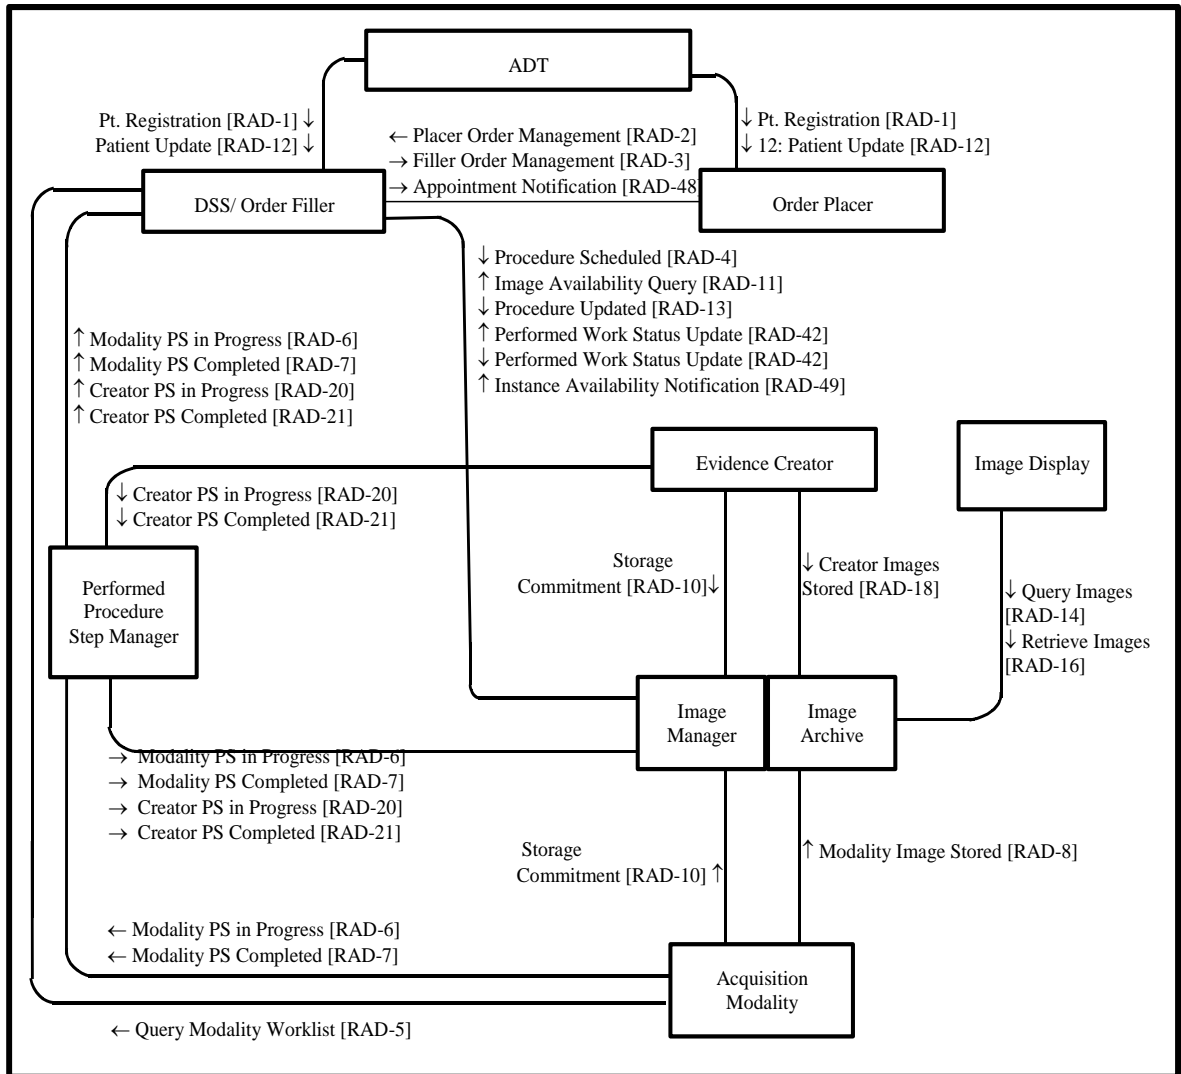 ADT
Pt. Registration [RAD-1] ↓
Patient Update [RAD-12] ↓
← Placer Order Management [RAD-2]
→ Filler Order Management [RAD-3]
→ Appointment Notification [RAD-48]
↓ Pt. Registration [RAD-1]
↓ 12: Patient Update [RAD-12]
DSS/ Order Filler
Order Placer
↓ Procedure Scheduled [RAD-4]
↑ Image Availability Query [RAD-11]
↓ Procedure Updated [RAD-13]
↑ Performed Work Status Update [RAD-42]
↓ Performed Work Status Update [RAD-42]
↑ Instance Availability Notification [RAD-49]
↑ Modality PS in Progress [RAD-6]
↑ Modality PS Completed [RAD-7]
↑ Creator PS in Progress [RAD-20]
↑ Creator PS Completed [RAD-21]
Evidence Creator
Image Display
↓ Creator PS in Progress [RAD-20]
↓ Creator PS Completed [RAD-21]
Performed
Procedure
Step Manager
Storage
Commitment [RAD-10]↓
↓ Creator Images
Stored [RAD-18]
↓ Query Images
[RAD-14]
↓ Retrieve Images
[RAD-16]
Image
Manager
Image
Archive
→ Modality PS in Progress [RAD-6]
→ Modality PS Completed [RAD-7]
→ Creator PS in Progress [RAD-20]
→ Creator PS Completed [RAD-21]
Storage
Commitment [RAD-10] ↑
↑ Modality Image Stored [RAD-8]
← Modality PS in Progress [RAD-6]
← Modality PS Completed [RAD-7]
Acquisition
Modality
← Query Modality Worklist [RAD-5]